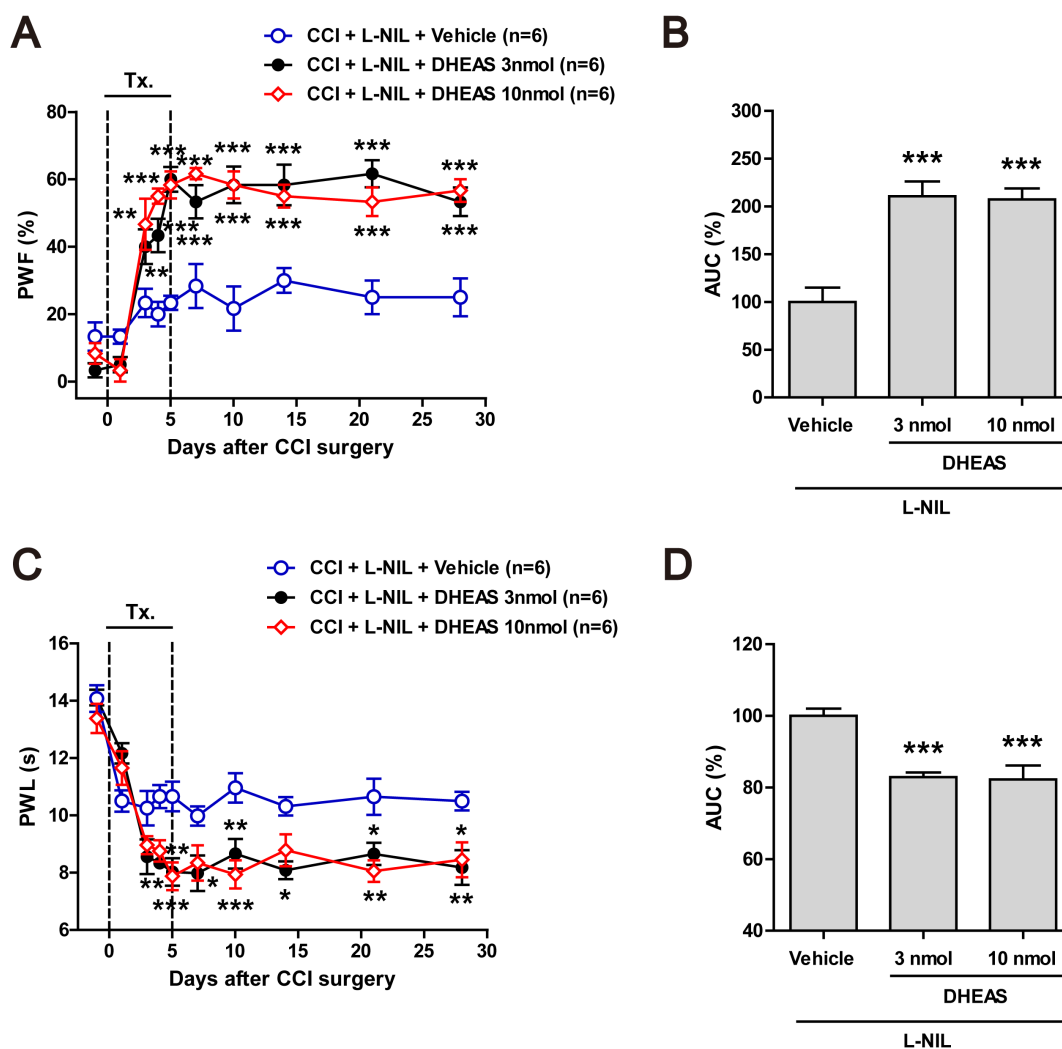 A
CCI + L-NIL + Vehicle (n=6)
CCI + L-NIL + DHEAS 3nmol (n=6)
CCI + L-NIL + DHEAS 10nmol (n=6)
Tx.
80
60
40
20
0
PWF (%)
*** *** *** *** *** ***
***
**
*** *** *** *** *** ***
**
0 5 10 15 20 25 30
Days after CCI surgery
B
300
250
200
150
100
50
0
AUC (%)
*** ***
Vehicle 3 nmol 10 nmol
DHEAS
L-NIL
C
CCI + L-NIL + Vehicle (n=6)
CCI + L-NIL + DHEAS 3nmol (n=6)
CCI + L-NIL + DHEAS 10nmol (n=6)
Tx.
16
14
12
10
8
6
PWL (s)
** ** * *
** *** * *** * ** **
0 5 10 15 20 25 30
Days after CCI surgery
D
120
100
80
60
40
AUC (%)
*** ***
Vehicle 3 nmol 10 nmol
DHEAS
L-NIL